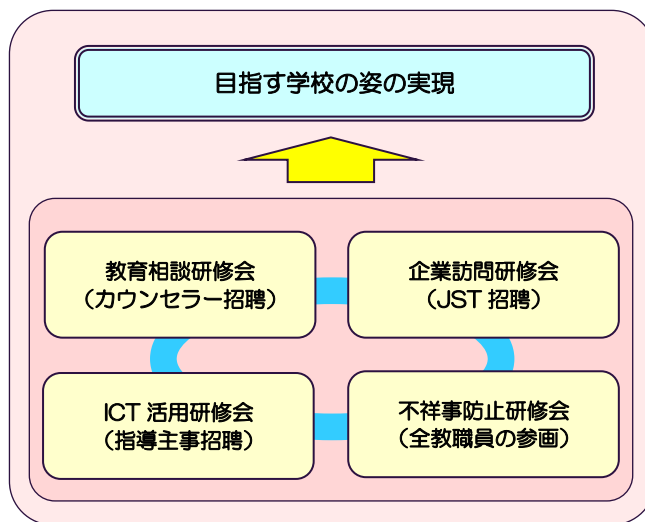 目指す学校の姿の実現
教育相談研修会
（カウンセラー招聘）
企業訪問研修会
（JST 招聘）
ICT 活用研修会
（指導主事招聘）
不祥事防止研修会
（全教職員の参画）